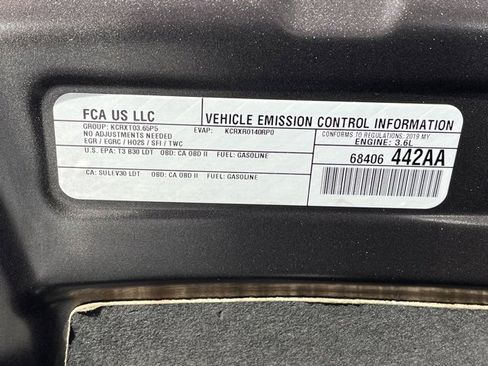 FCA US LLC
VEHICLE EMISSION CONTROL INFORMATION
GROUP: KCRXT03.65P5 EVAP: KCRXR0140RP0
NO ADJUSTMENTS NEEDED
EGR / EGRC / HO2S / SFI / TWC
CONFORMS TO REGULATIONS: 2019 MY
ENGINE: 3.6L
U.S. EPA: T3 B30 LDT OBD: CA OBD II FUEL: GASOLINE
68406 442AA
CA: SULEV30 LDT OBD: CA OBD II FUEL: GASOLINE